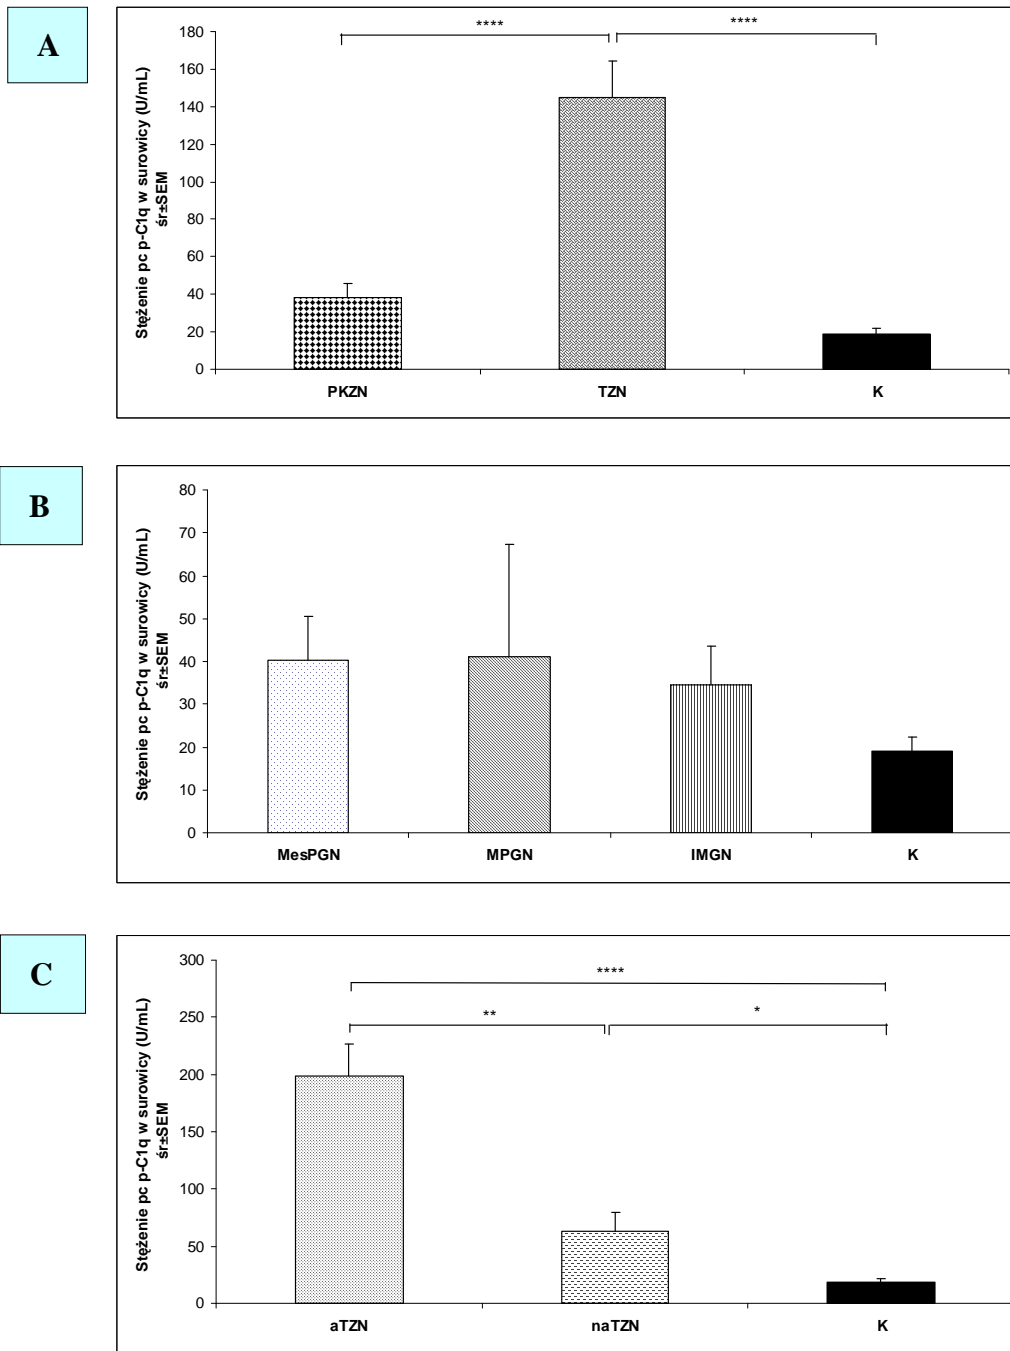 A
Stężenie pc p-C1q w surowicy (U/mL)
śr±SEM
180
160
140
120
100
80
60
40
20
0
****
****
PKZN TZN K
B
Stężenie pc p-C1q w surowicy (U/mL)
śr±SEM
80
70
60
50
40
30
20
10
0
MesPGN MPGN IMGN K
C
Stężenie pc p-C1q w surowicy (U/mL)
śr±SEM
300
250
200
150
100
50
0
****
**
*
aTZN naTZN K